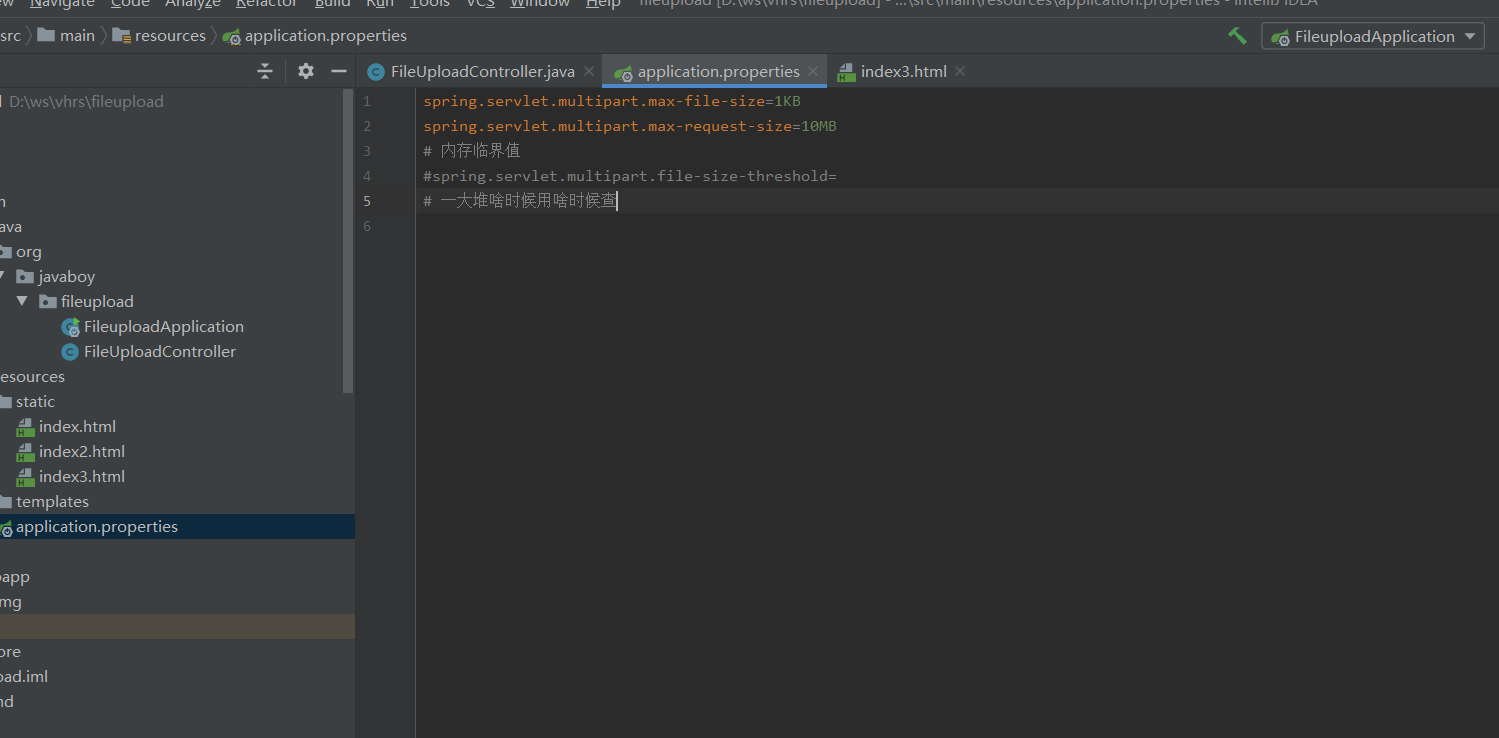 Navigate Code Analyze Refactor Build Run Tools VCS Window Help fileupload [D:\ws\vhrs\fileupload] - ...\src\main\resources\application.properties - IntelliJ IDEA
src main resources application.properties FileuploadApplication
FileUploadController.java application.properties index3.html
D:\ws\vhrs\fileupload
org
javaboy
fileupload
FileuploadApplication
FileUploadController
esources
static
index.html
index2.html
index3.html
templates
application.properties
mg
ore
oad.iml
1 spring.servlet.multipart.max-file-size=1KB
2 spring.servlet.multipart.max-request-size=10MB
3 # 内存临界值
4 #spring.servlet.multipart.file-size-threshold=
5 # 一大堆啥时候用啥时候查
6